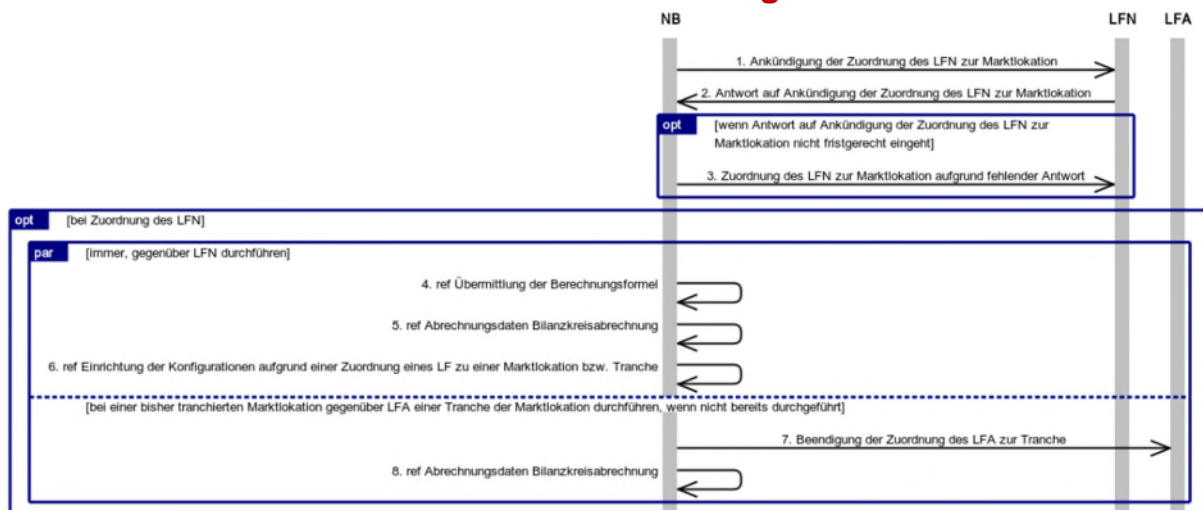 NB LFN LFA
1. Ankündigung der Zuordnung des LFN zur Marktlokation
2. Antwort auf Ankündigung der Zuordnung des LFN zur Marktlokation
opt [wenn Antwort auf Ankündigung der Zuordnung des LFN zur
Marktlokation nicht fristgerecht eingeht]
3. Zuordnung des LFN zur Marktlokation aufgrund fehlender Antwort
opt [bei Zuordnung des LFN]
par [immer, gegenüber LFN durchführen]
4. ref Übermittlung der Berechnungsformel
5. ref Abrechnungsdaten Bilanzkreisabrechnung
6. ref Einrichtung der Konfigurationen aufgrund einer Zuordnung eines LF zu einer Marktlokation bzw. Tranche
[bei einer bisher tranchierten Marktlokation gegenüber LFA einer Tranche der Marktlokation durchführen, wenn nicht bereits durchgeführt]
7. Beendigung der Zuordnung des LFA zur Tranche
8. ref Abrechnungsdaten Bilanzkreisabrechnung